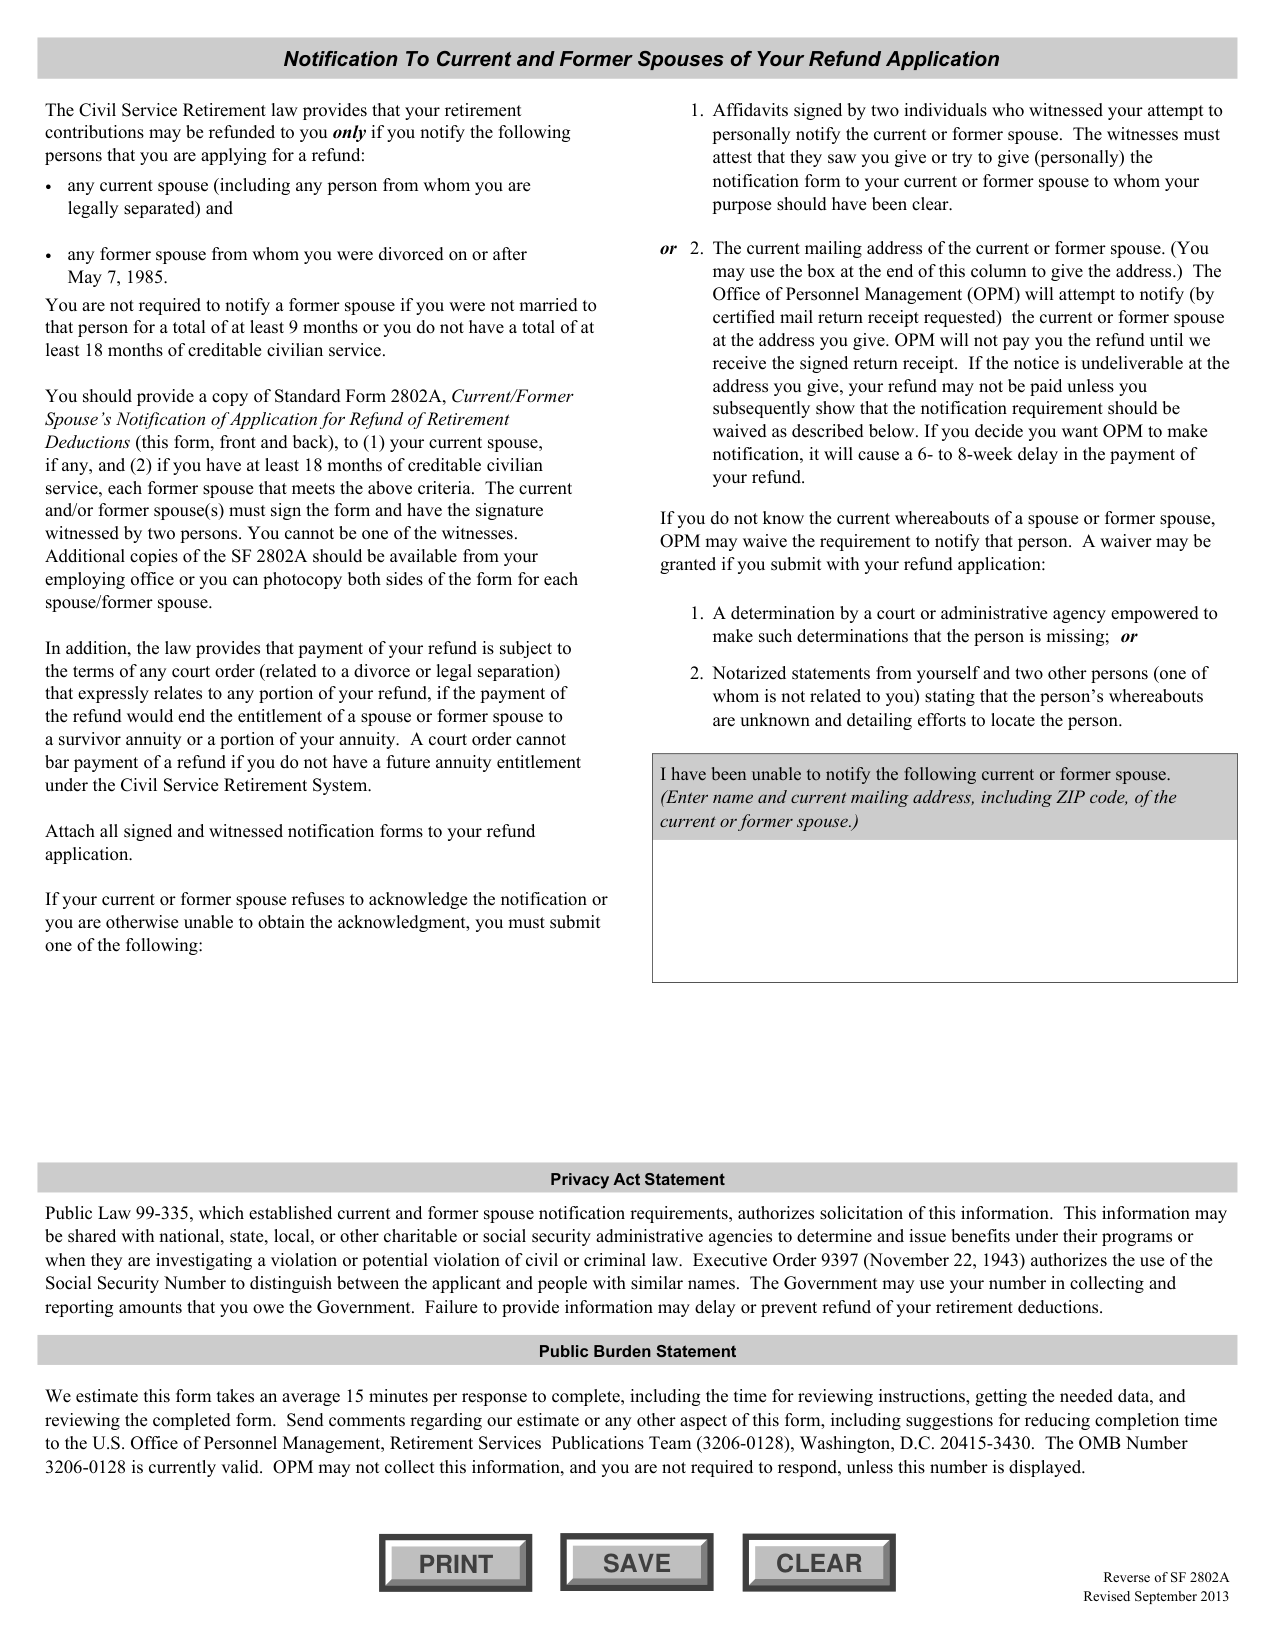 Notification To Current and Former Spouses of Your Refund Application
The Civil Service Retirement law provides that your retirement
contributions may be refunded to you only if you notify the following
persons that you are applying for a refund:
• any current spouse (including any person from whom you are
legally separated) and
• any former spouse from whom you were divorced on or after
May 7, 1985.
You are not required to notify a former spouse if you were not married to
that person for a total of at least 9 months or you do not have a total of at
least 18 months of creditable civilian service.
You should provide a copy of Standard Form 2802A, Current/Former
Spouse’s Notification of Application for Refund of Retirement
Deductions (this form, front and back), to (1) your current spouse,
if any, and (2) if you have at least 18 months of creditable civilian
service, each former spouse that meets the above criteria. The current
and/or former spouse(s) must sign the form and have the signature
witnessed by two persons. You cannot be one of the witnesses.
Additional copies of the SF 2802A should be available from your
employing office or you can photocopy both sides of the form for each
spouse/former spouse.
In addition, the law provides that payment of your refund is subject to
the terms of any court order (related to a divorce or legal separation)
that expressly relates to any portion of your refund, if the payment of
the refund would end the entitlement of a spouse or former spouse to
a survivor annuity or a portion of your annuity. A court order cannot
bar payment of a refund if you do not have a future annuity entitlement
under the Civil Service Retirement System.
Attach all signed and witnessed notification forms to your refund
application.
If your current or former spouse refuses to acknowledge the notification or
you are otherwise unable to obtain the acknowledgment, you must submit
one of the following:
1. Affidavits signed by two individuals who witnessed your attempt to
personally notify the current or former spouse. The witnesses must
attest that they saw you give or try to give (personally) the
notification form to your current or former spouse to whom your
purpose should have been clear.
or 2. The current mailing address of the current or former spouse. (You
may use the box at the end of this column to give the address.) The
Office of Personnel Management (OPM) will attempt to notify (by
certified mail return receipt requested) the current or former spouse
at the address you give. OPM will not pay you the refund until we
receive the signed return receipt. If the notice is undeliverable at the
address you give, your refund may not be paid unless you
subsequently show that the notification requirement should be
waived as described below. If you decide you want OPM to make
notification, it will cause a 6- to 8-week delay in the payment of
your refund.
If you do not know the current whereabouts of a spouse or former spouse,
OPM may waive the requirement to notify that person. A waiver may be
granted if you submit with your refund application:
1. A determination by a court or administrative agency empowered to
make such determinations that the person is missing; or
2. Notarized statements from yourself and two other persons (one of
whom is not related to you) stating that the person’s whereabouts
are unknown and detailing efforts to locate the person.
I have been unable to notify the following current or former spouse.
(Enter name and current mailing address, including ZIP code, of the
current or former spouse.)
Privacy Act Statement
Public Law 99-335, which established current and former spouse notification requirements, authorizes solicitation of this information. This information may
be shared with national, state, local, or other charitable or social security administrative agencies to determine and issue benefits under their programs or
when they are investigating a violation or potential violation of civil or criminal law. Executive Order 9397 (November 22, 1943) authorizes the use of the
Social Security Number to distinguish between the applicant and people with similar names. The Government may use your number in collecting and
reporting amounts that you owe the Government. Failure to provide information may delay or prevent refund of your retirement deductions.
Public Burden Statement
We estimate this form takes an average 15 minutes per response to complete, including the time for reviewing instructions, getting the needed data, and
reviewing the completed form. Send comments regarding our estimate or any other aspect of this form, including suggestions for reducing completion time
to the U.S. Office of Personnel Management, Retirement Services Publications Team (3206-0128), Washington, D.C. 20415-3430. The OMB Number
3206-0128 is currently valid. OPM may not collect this information, and you are not required to respond, unless this number is displayed.
PRINT SAVE CLEAR
Reverse of SF 2802A
Revised September 2013